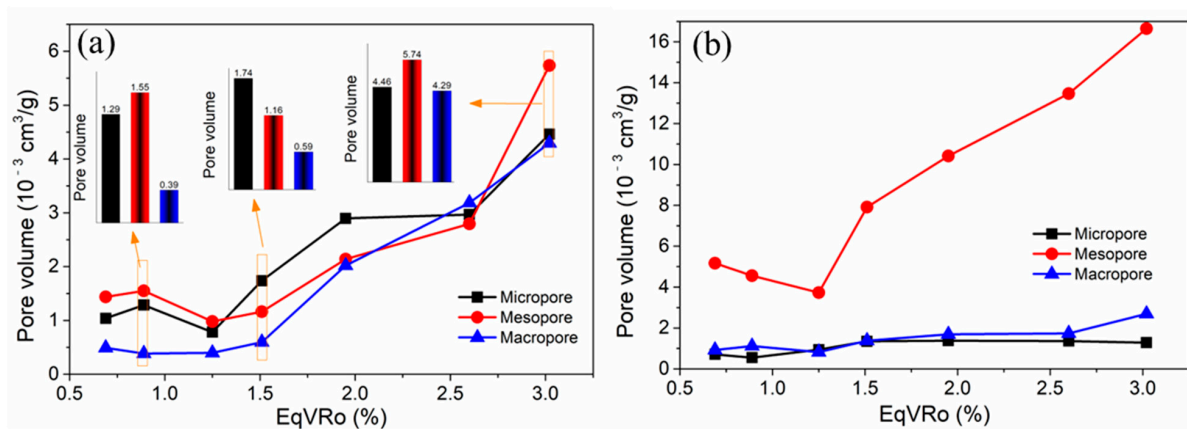 (a)
Pore volume (10⁻³ cm³/g)
6
5
4
3
2
1
0
0.5 1.0 1.5 2.0 2.5 3.0
EqVRo (%)
Pore volume
1.29
1.55
0.39
Pore volume
1.74
1.16
0.59
Pore volume
4.46
5.74
4.29
Micropore
Mesopore
Macropore
(b)
Pore volume (10⁻³ cm³/g)
16
14
12
10
8
6
4
2
0
0.5 1.0 1.5 2.0 2.5 3.0
EqVRo (%)
Micropore
Mesopore
Macropore